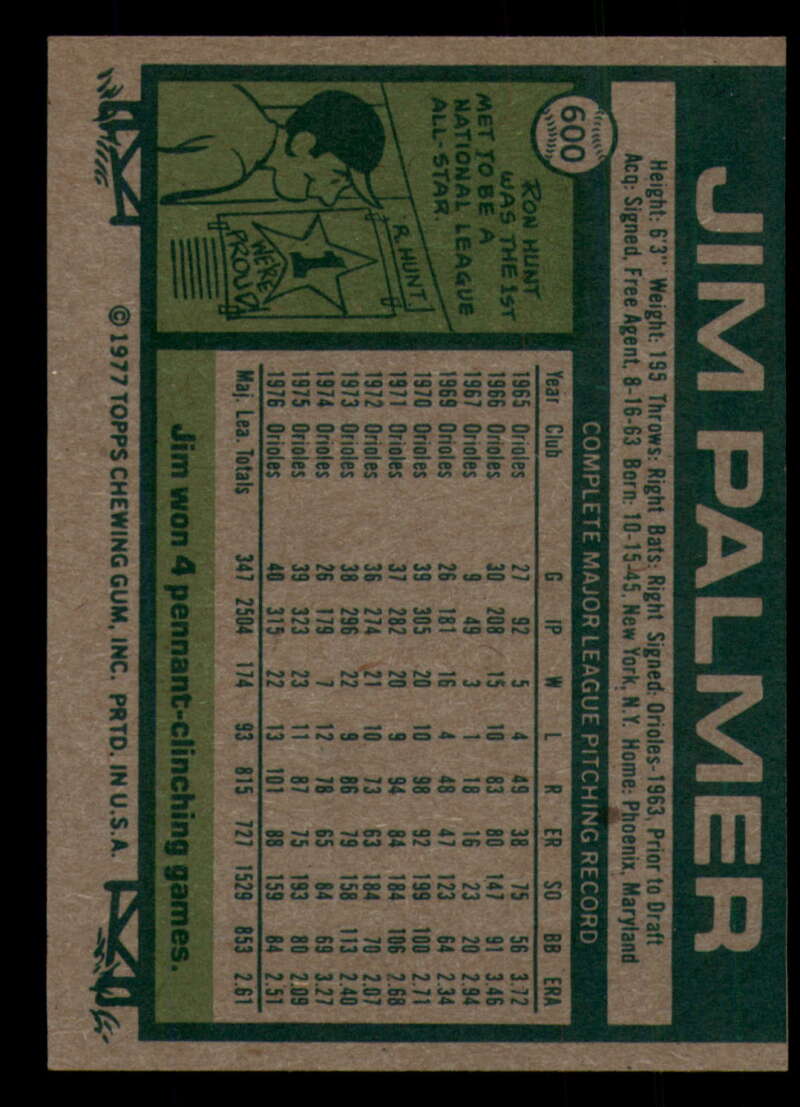 JIM PALMER
Height: 6'3" Weight: 195 Throws: Right Bats: Right Signed: Orioles-1963, Prior to Draft
Acq: Signed, Free Agent, 8-16-63 Born: 10-15-45, New York, N.Y. Home: Phoenix, Maryland
600
RON HUNT
WAS THE 1ST
MET TO BE A
NATIONAL LEAGUE
ALL-STAR.
R. HUNT
1
WE'RE
PROUD!
COMPLETE MAJOR LEAGUE PITCHING RECORD
Year Club G IP W L R ER SO BB ERA
1965 Orioles 27 92 5 4 49 38 75 56 3.72
1966 Orioles 30 208 15 10 83 80 147 91 3.46
1967 Orioles 9 49 3 1 18 16 23 20 2.94
1969 Orioles 26 181 16 4 48 47 123 64 2.34
1970 Orioles 39 305 20 10 98 92 199 100 2.71
1971 Orioles 37 282 20 9 94 84 184 106 2.68
1972 Orioles 36 274 21 10 73 63 184 70 2.07
1973 Orioles 38 296 22 9 86 79 158 113 2.40
1974 Orioles 26 179 7 12 78 65 84 69 3.27
1975 Orioles 39 323 23 11 87 75 193 80 2.09
1976 Orioles 40 315 22 13 101 88 159 84 2.51
Maj. Lea. Totals 347 2504 174 93 815 727 1529 853 2.61
Jim won 4 pennant-clinching games.
© 1977 TOPPS CHEWING GUM, INC. PRTD. IN U.S.A.